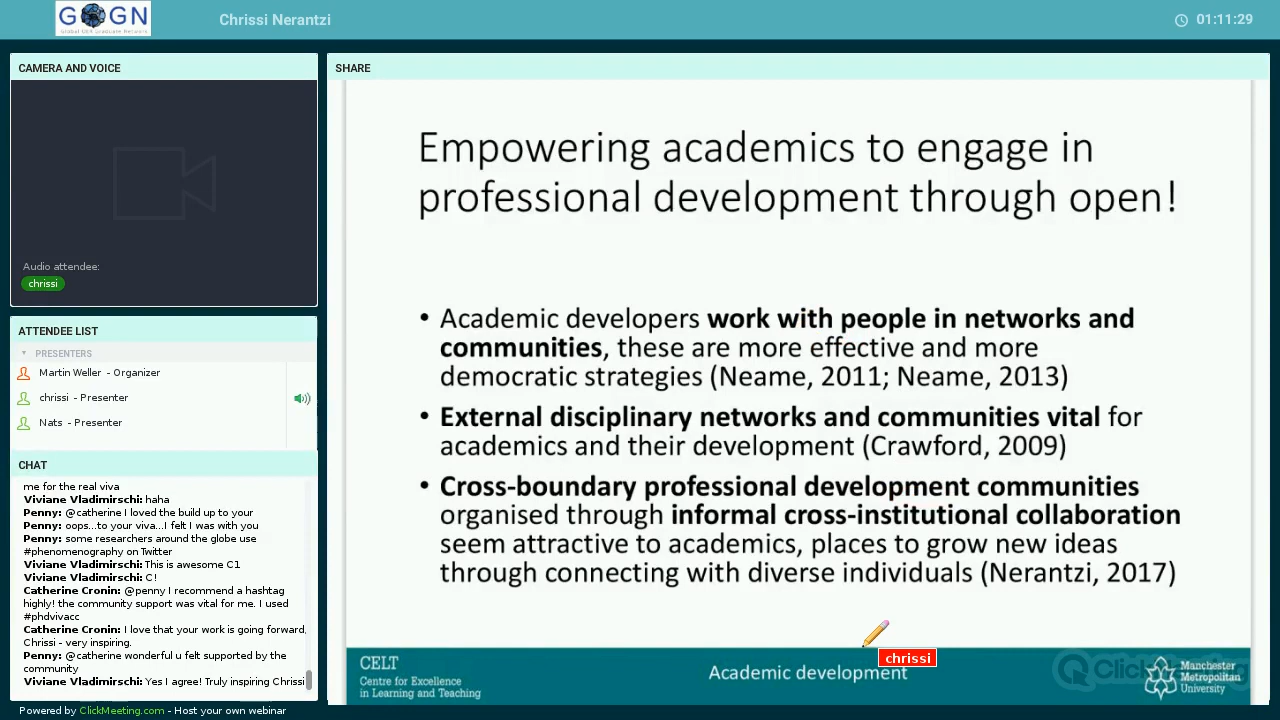 GOGN
Global OER Graduate Network
Chrissi Nerantzi
01:11:29
CAMERA AND VOICE
Audio attendee:
chrissi
ATTENDEE LIST
PRESENTERS
Martin Weller - Organizer
chrissi - Presenter
Nats - Presenter
CHAT
me for the real viva
Viviane Vladimirschi: haha
Penny: @catherine I loved the build up to your
Penny: oops...to your viva...I felt I was with you
Penny: some researchers around the globe use
#phenomenography on Twitter
Viviane Vladimirschi: This is awesome C1
Viviane Vladimirschi: C!
Catherine Cronin: @penny I recommend a hashtag
highly! the community support was vital for me. I used
#phdvivacc
Catherine Cronin: I love that your work is going forward,
Chrissi - very inspiring.
Penny: @catherine wonderful u felt supported by the
community
Viviane Vladimirschi: Yes I agree! Truly inspiring Chrissi
Powered by ClickMeeting.com - Host your own webinar
SHARE
Empowering academics to engage in
professional development through open!
• Academic developers work with people in networks and
communities, these are more effective and more
democratic strategies (Neame, 2011; Neame, 2013)
• External disciplinary networks and communities vital for
academics and their development (Crawford, 2009)
• Cross-boundary professional development communities
organised through informal cross-institutional collaboration
seem attractive to academics, places to grow new ideas
through connecting with diverse individuals (Nerantzi, 2017)
chrissi
CELT
Centre for Excellence
in Learning and Teaching
Academic development
Manchester
Metropolitan
University